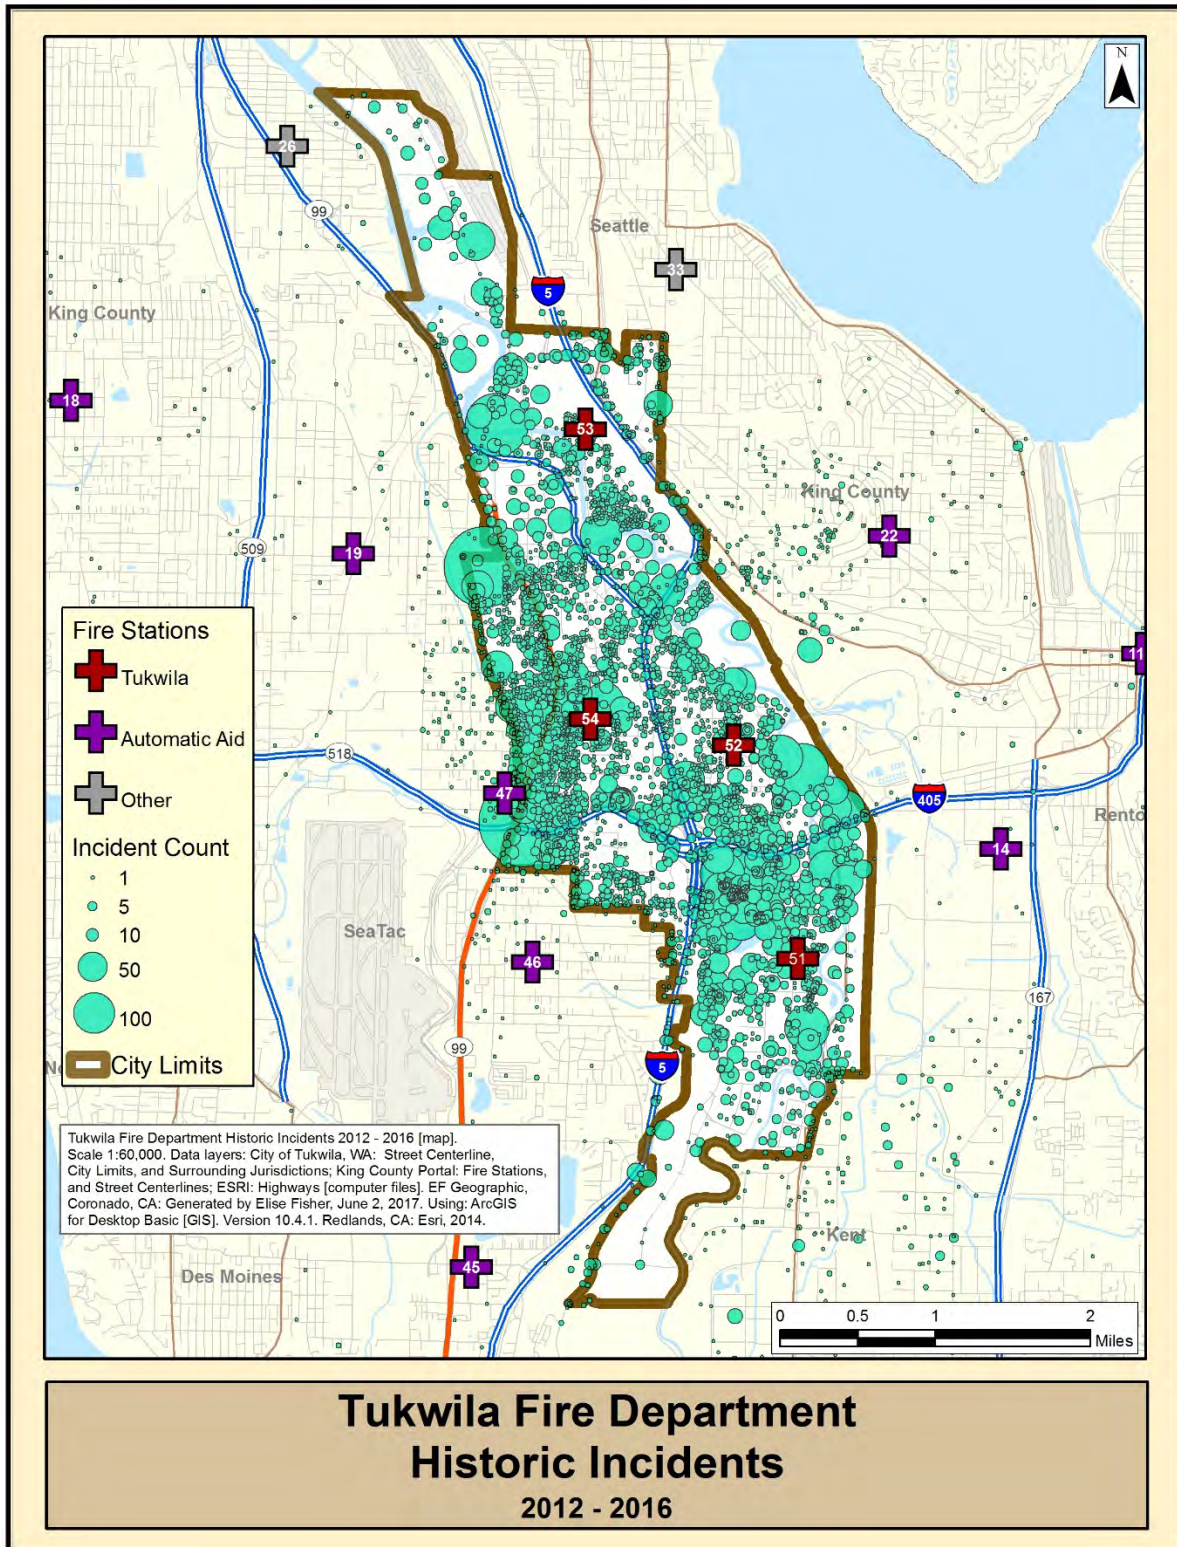 N
26
99
Seattle
33
5
King County
18
53
King County
22
19
509
Fire Stations
Tukwila
Automatic Aid
Other
Incident Count
1
5
10
50
100
City Limits
11
54
52
518
47
405
Rento
14
SeaTac
46
51
167
99
5
Tukwila Fire Department Historic Incidents 2012 - 2016 [map].
Scale 1:60,000. Data layers: City of Tukwila, WA: Street Centerline,
City Limits, and Surrounding Jurisdictions; King County Portal: Fire Stations,
and Street Centerlines; ESRI: Highways [computer files]. EF Geographic,
Coronado, CA: Generated by Elise Fisher, June 2, 2017. Using: ArcGIS
for Desktop Basic [GIS]. Version 10.4.1. Redlands, CA: Esri, 2014.
Kent
45
Des Moines
0 0.5 1 2
Miles
Tukwila Fire Department
Historic Incidents
2012 - 2016